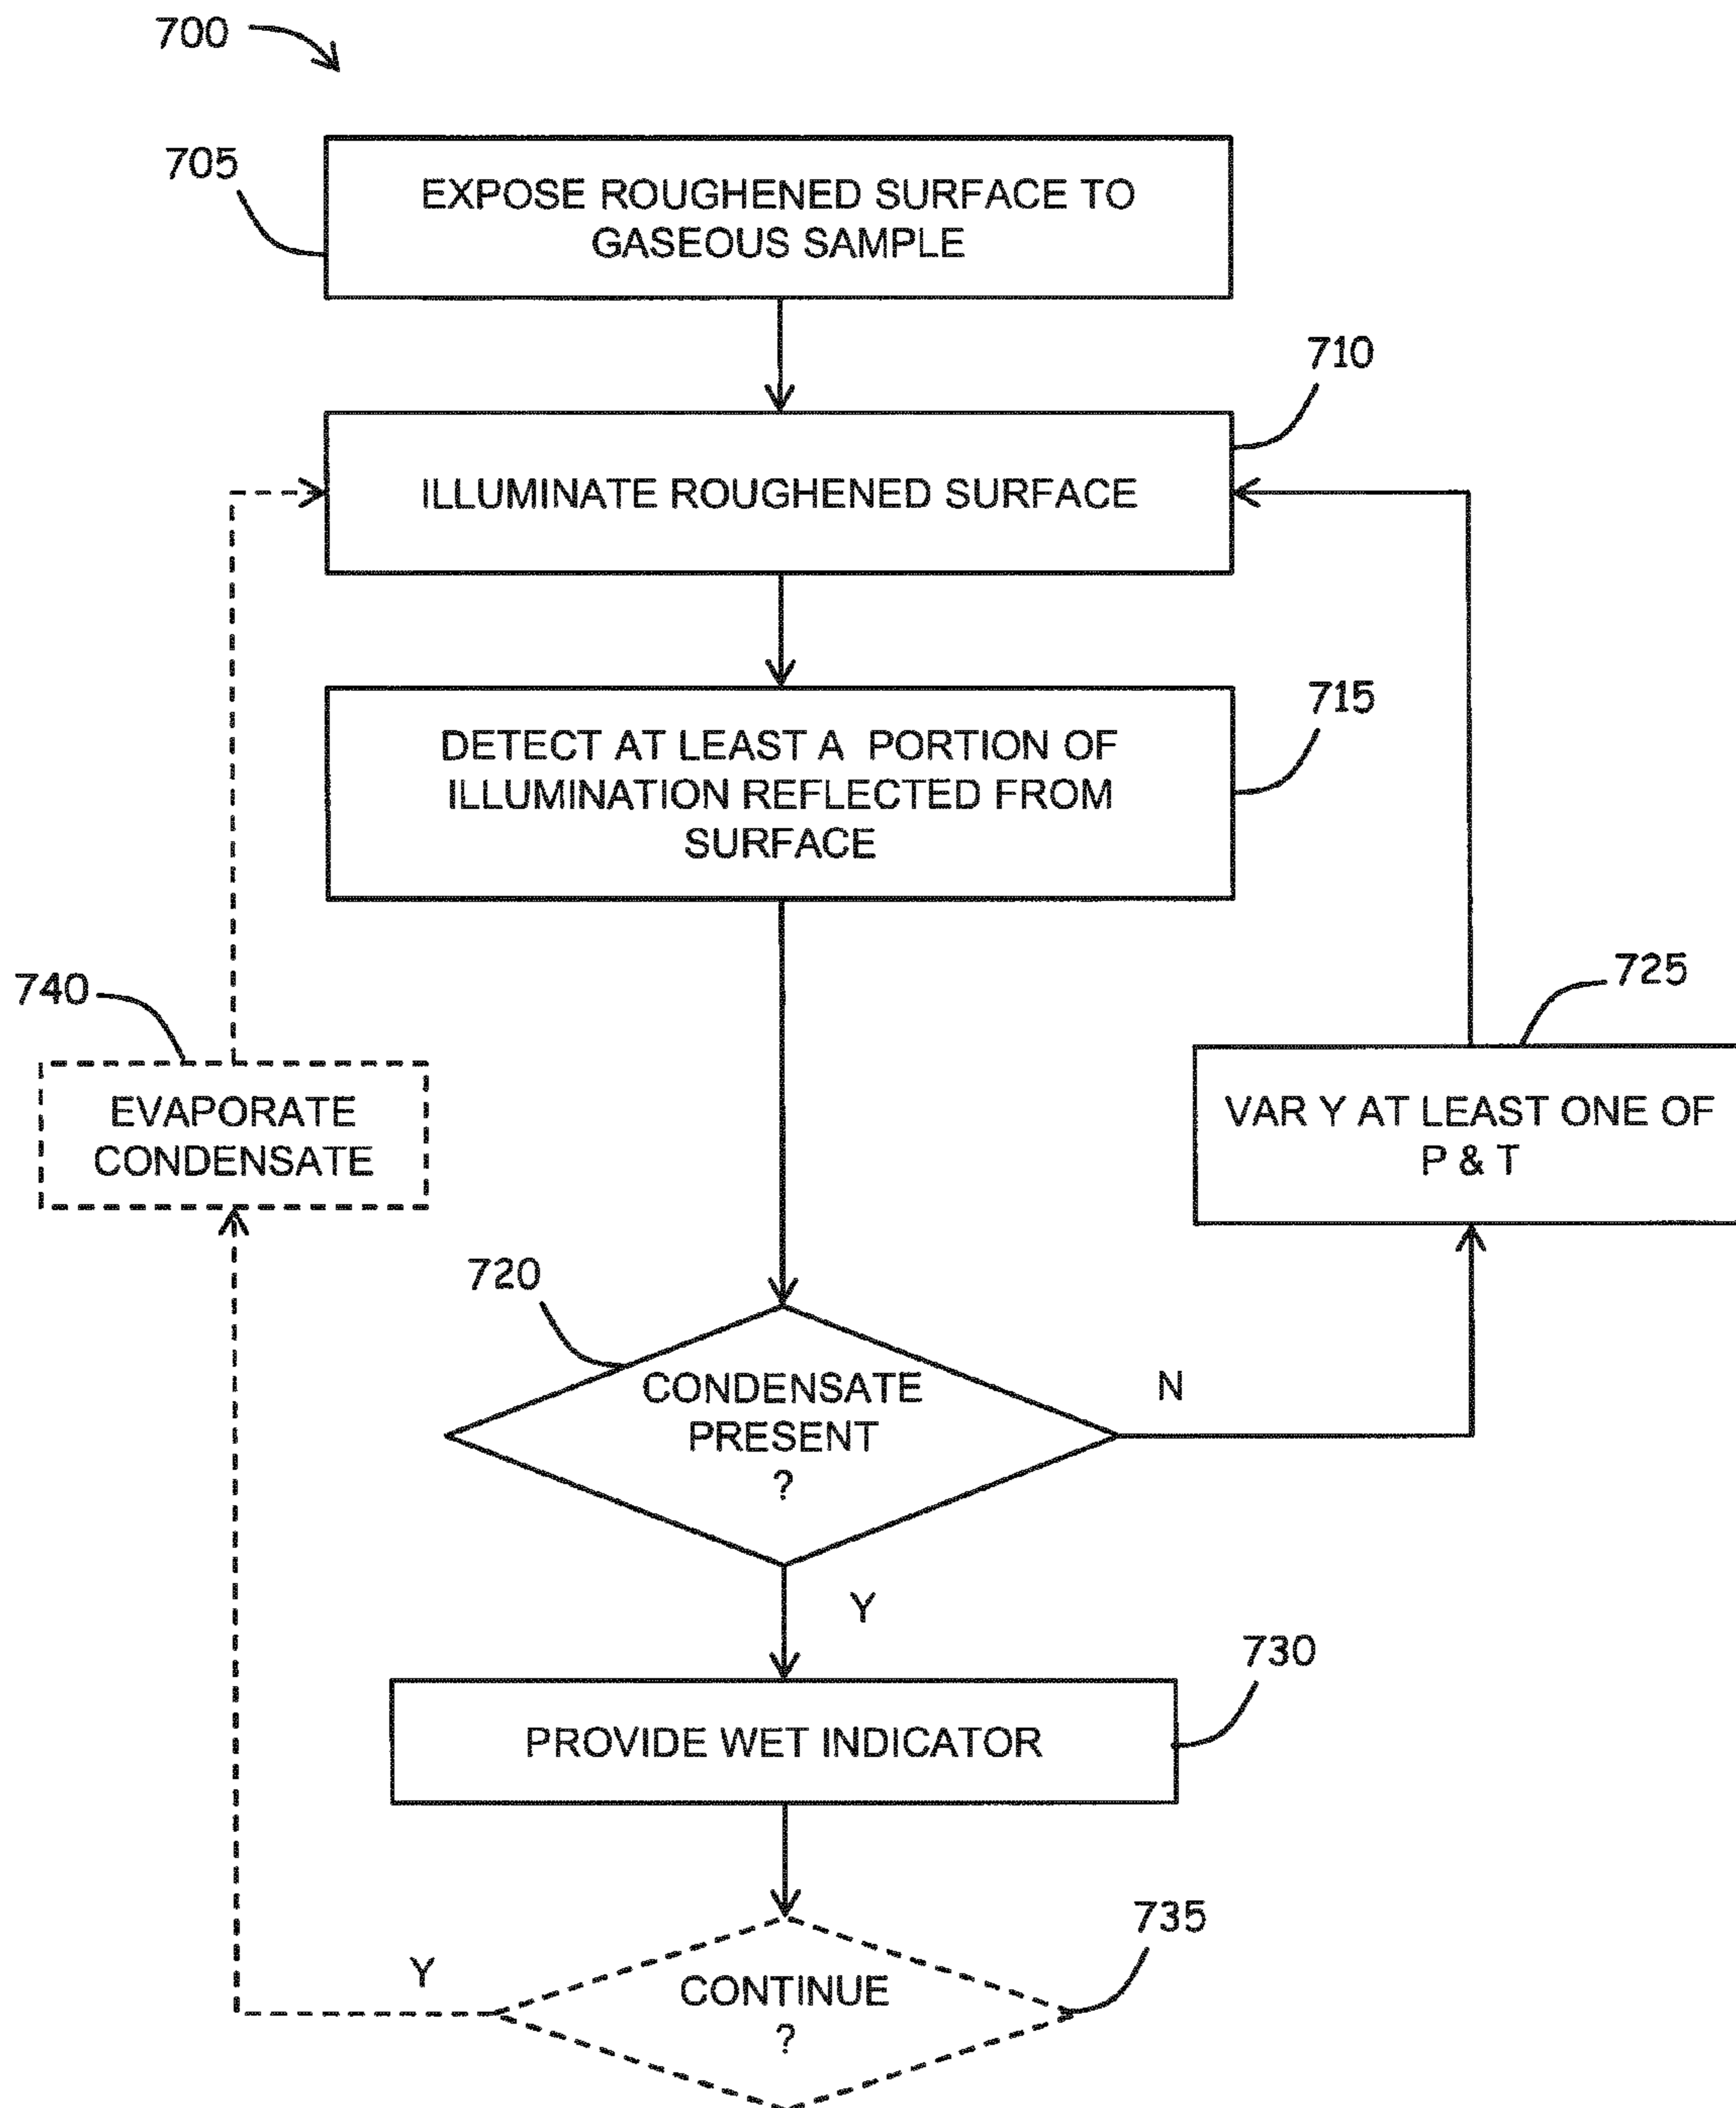 700
705
EXPOSE ROUGHENED SURFACE TO
GASEOUS SAMPLE
710
ILLUMINATE ROUGHENED SURFACE
715
DETECT AT LEAST A PORTION OF
ILLUMINATION REFLECTED FROM
SURFACE
740
EVAPORATE
CONDENSATE
725
VAR Y AT LEAST ONE OF
P & T
720
CONDENSATE
PRESENT
?
N
Y
730
PROVIDE WET INDICATOR
735
CONTINUE
?
Y